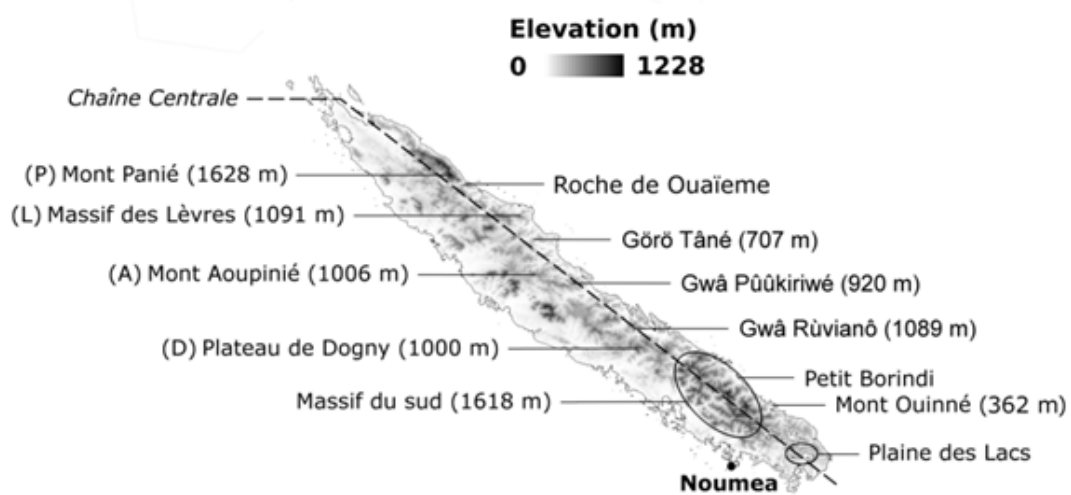 Elevation (m)
0 1228
Chaîne Centrale
(P) Mont Panié (1628 m)
Roche de Ouaïeme
(L) Massif des Lèvres (1091 m)
Görö Tâné (707 m)
(A) Mont Aoupinié (1006 m)
Gwâ Pûûkiriwé (920 m)
Gwâ Rùvianô (1089 m)
(D) Plateau de Dogny (1000 m)
Petit Borindi
Massif du sud (1618 m)
Mont Ouinné (362 m)
Plaine des Lacs
Noumea